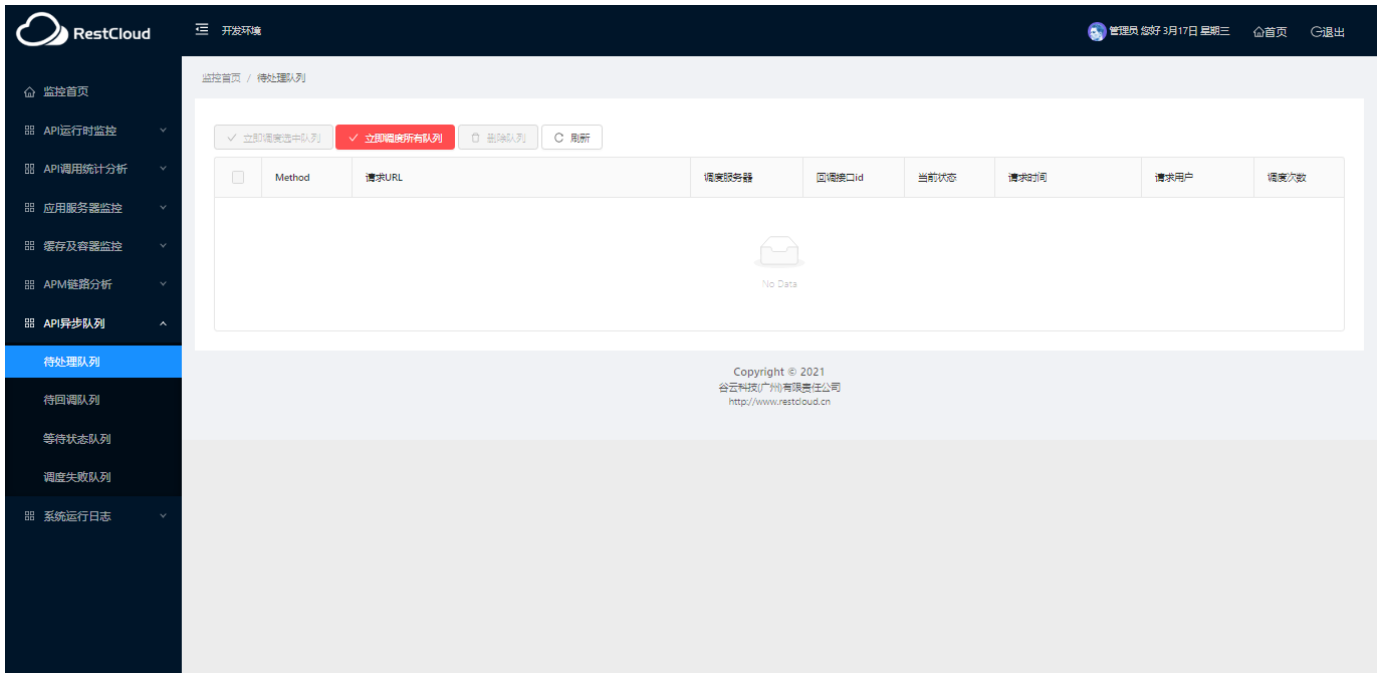 RestCloud
开发环境
管理员 您好 3月17日 星期三
首页
退出
监控首页
API运行时监控
API调用统计分析
应用服务器监控
缓存及容器监控
APM链路分析
API异步队列
待处理队列
待回调队列
等待状态队列
调度失败队列
系统运行日志
监控首页 / 待处理队列
立即调度选中队列
立即调度所有队列
删除队列
刷新
Method
请求URL
调度服务器
回调接口id
当前状态
请求时间
请求用户
调度次数
No Data
Copyright © 2021
谷云科技(广州)有限责任公司
http://www.restcloud.cn